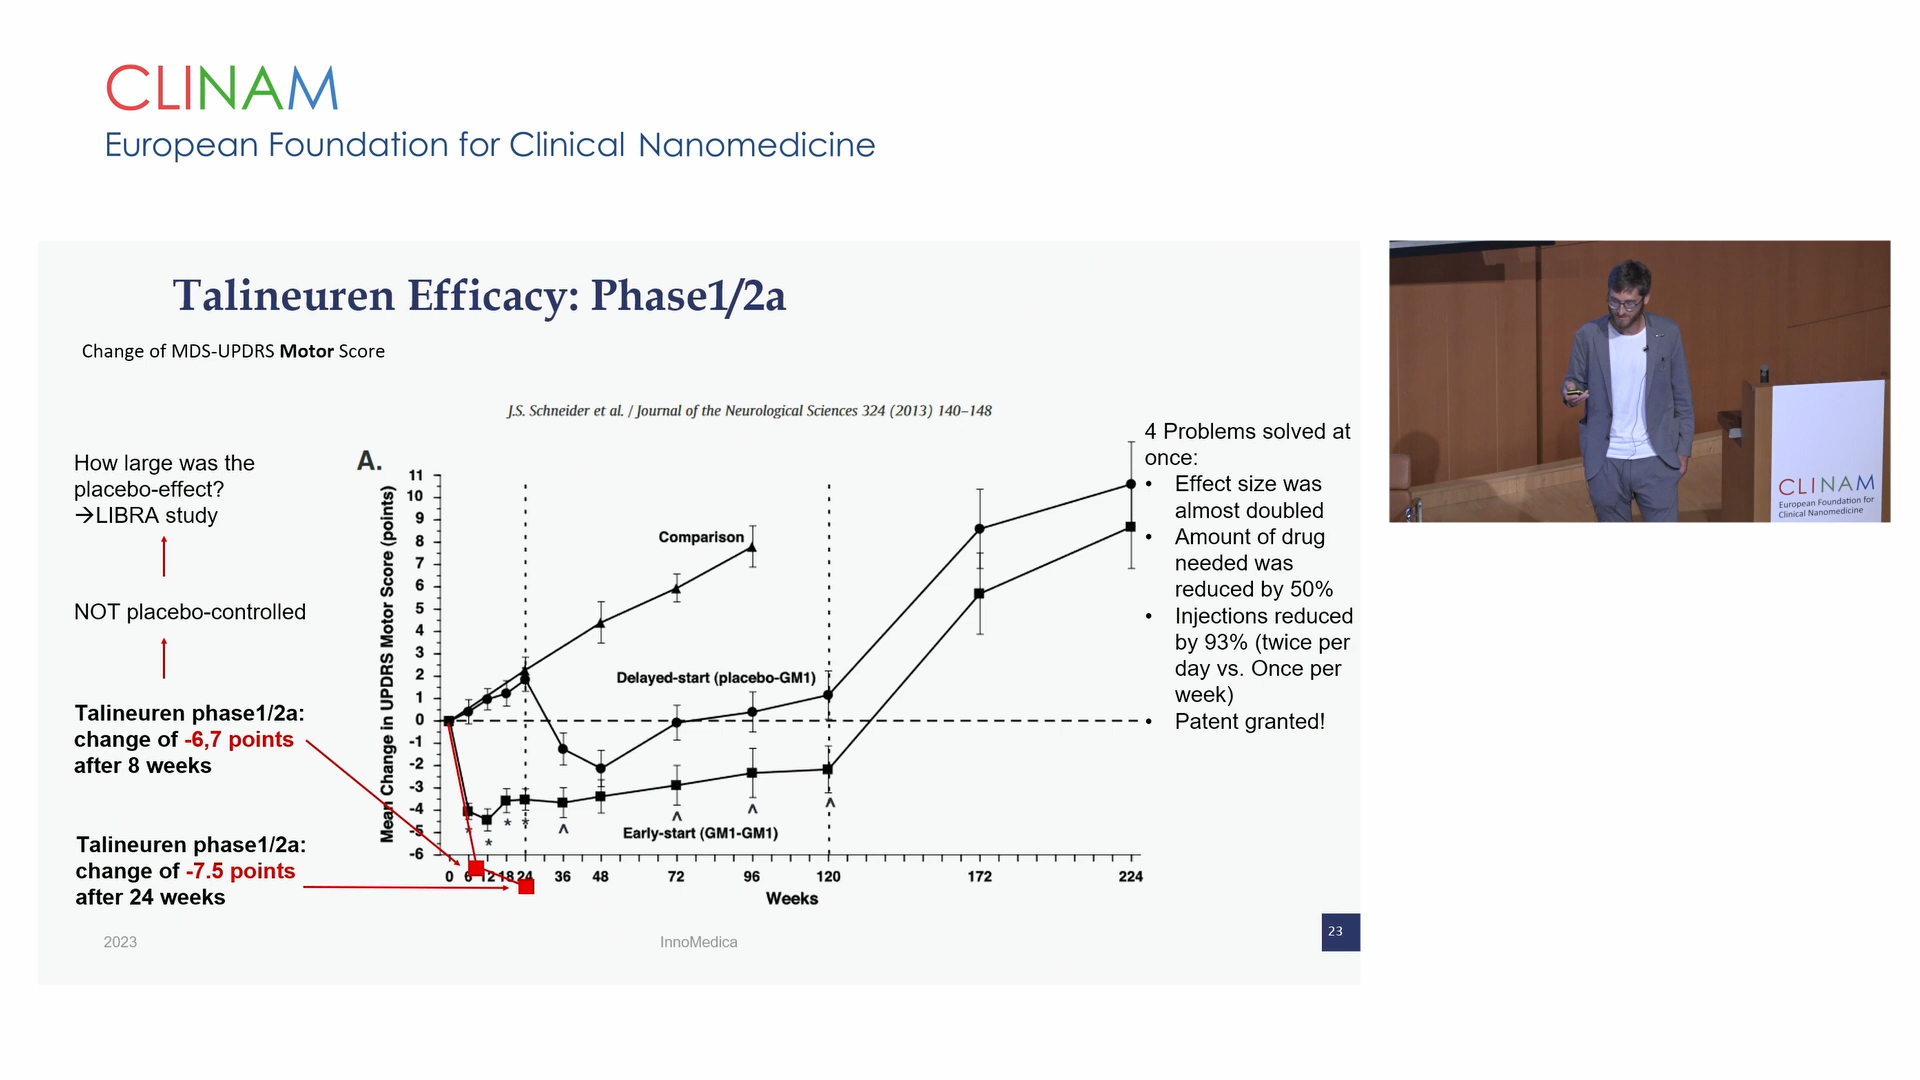 CLINAM
European Foundation for Clinical Nanomedicine
Talineuren Efficacy: Phase1/2a
Change of MDS-UPDRS Motor Score
J.S. Schneider et al. / Journal of the Neurological Sciences 324 (2013) 140–148
How large was the
placebo-effect?
→LIBRA study
NOT placebo-controlled
Talineuren phase1/2a:
change of -6,7 points
after 8 weeks
Talineuren phase1/2a:
change of -7.5 points
after 24 weeks
A.
Mean Change in UPDRS Motor Score (points)
11
10
9
8
7
6
5
4
3
2
1
0
-1
-2
-3
-4
-5
-6
Comparison
Delayed-start (placebo-GM1)
Early-start (GM1-GM1)
* * * * ^ ^ ^ ^
0 6 12 18 24 36 48 72 96 120 172 224
Weeks
4 Problems solved at
once:
• Effect size was
almost doubled
• Amount of drug
needed was
reduced by 50%
• Injections reduced
by 93% (twice per
day vs. Once per
week)
• Patent granted!
2023
InnoMedica
23
CLINAM
European Foundation for
Clinical Nanomedicine